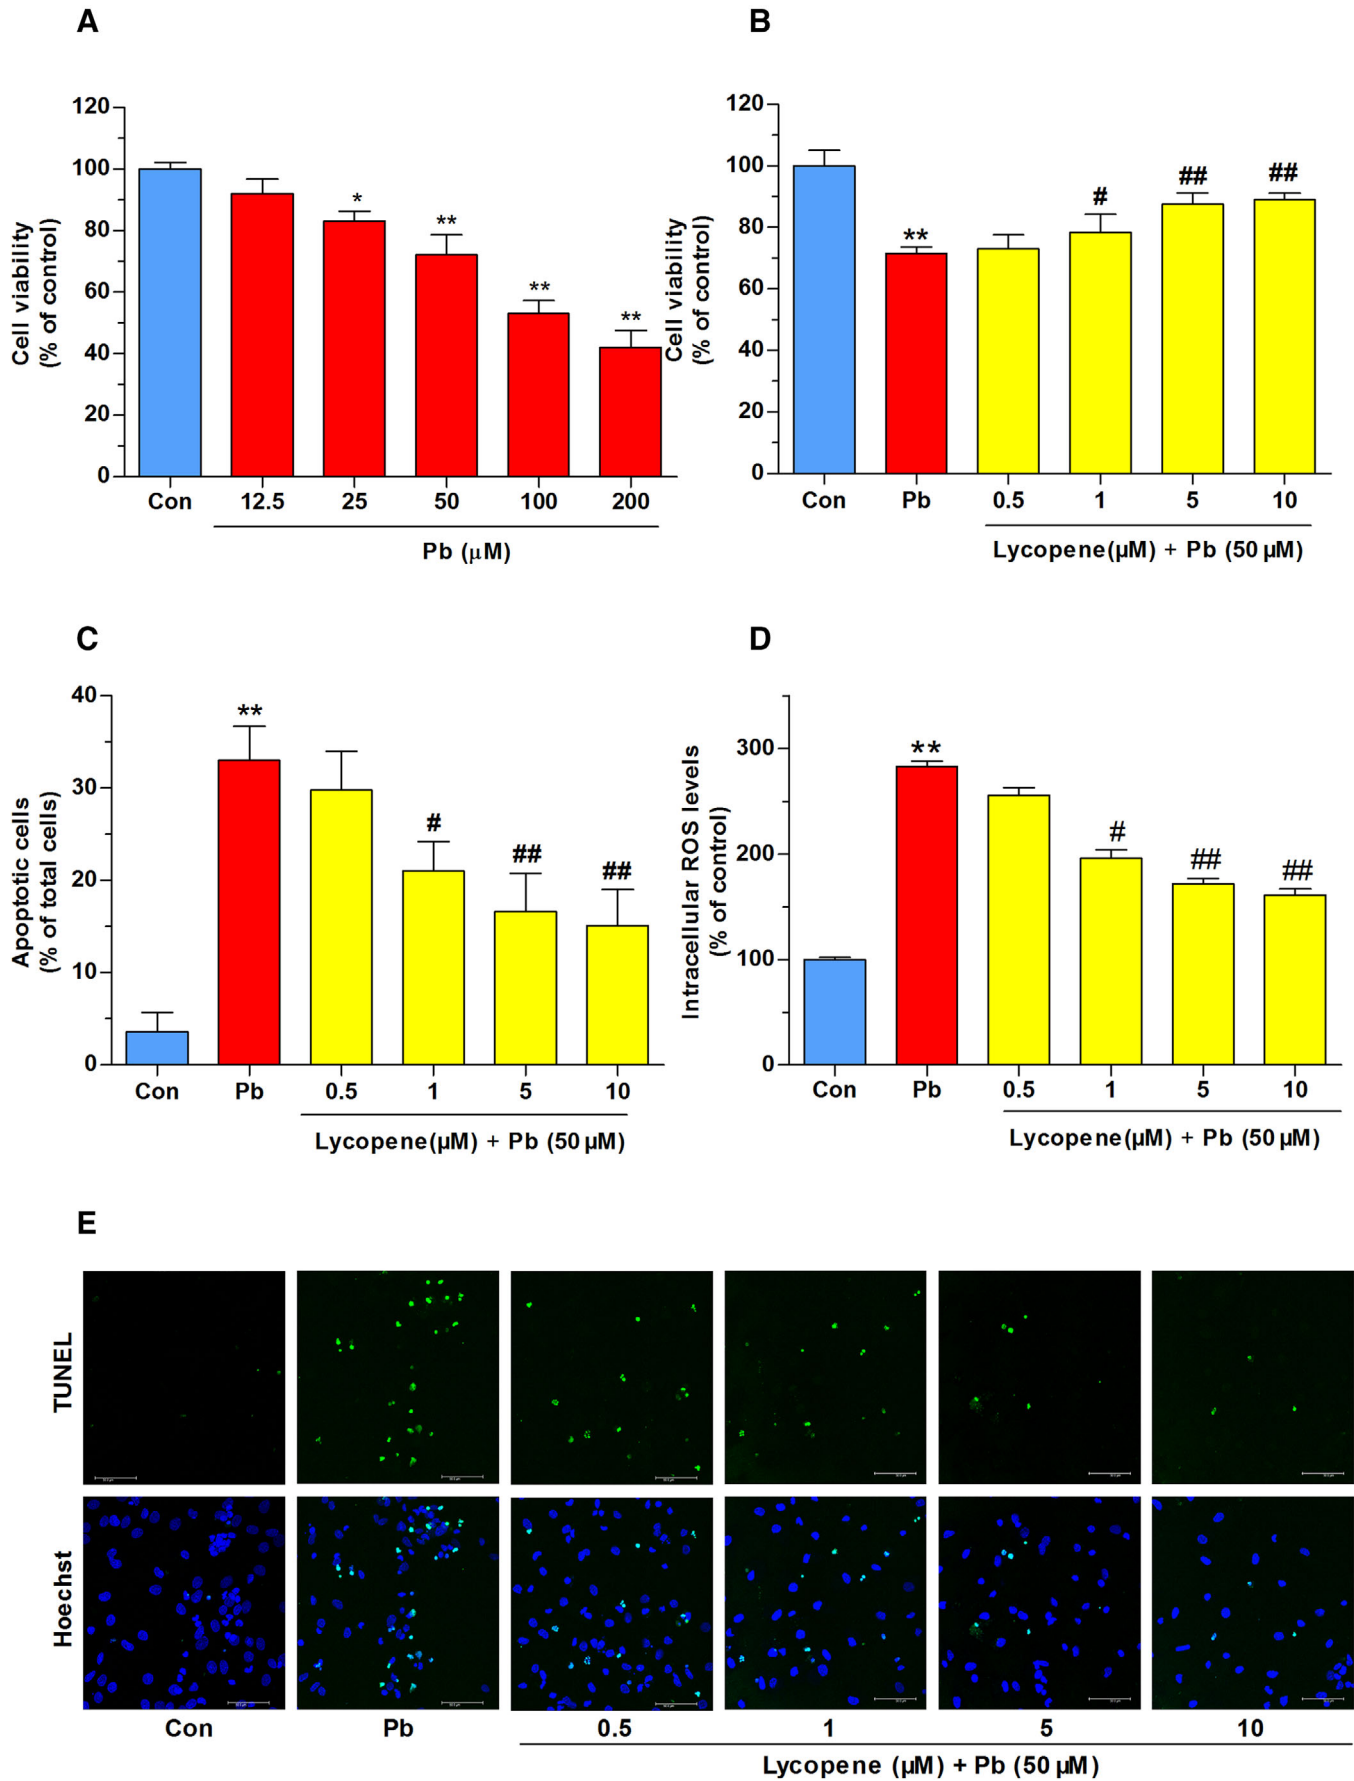 A
B
120
100
80
60
40
20
0
Cell viability
(% of control)
*
**
**
**
Con
12.5
25
50
100
200
Pb (μM)
120
100
80
60
40
20
0
Cell viability
(% of control)
**
#
##
##
Con
Pb
0.5
1
5
10
Lycopene(μM) + Pb (50 μM)
C
D
40
30
20
10
0
Apoptotic cells
(% of total cells)
**
#
##
##
Con
Pb
0.5
1
5
10
Lycopene(μM) + Pb (50 μM)
300
200
100
0
Intracellular ROS levels
(% of control)
**
#
##
##
Con
Pb
0.5
1
5
10
Lycopene(μM) + Pb (50 μM)
E
TUNEL
Hoechst
Con
Pb
0.5
1
5
10
Lycopene (μM) + Pb (50 μM)